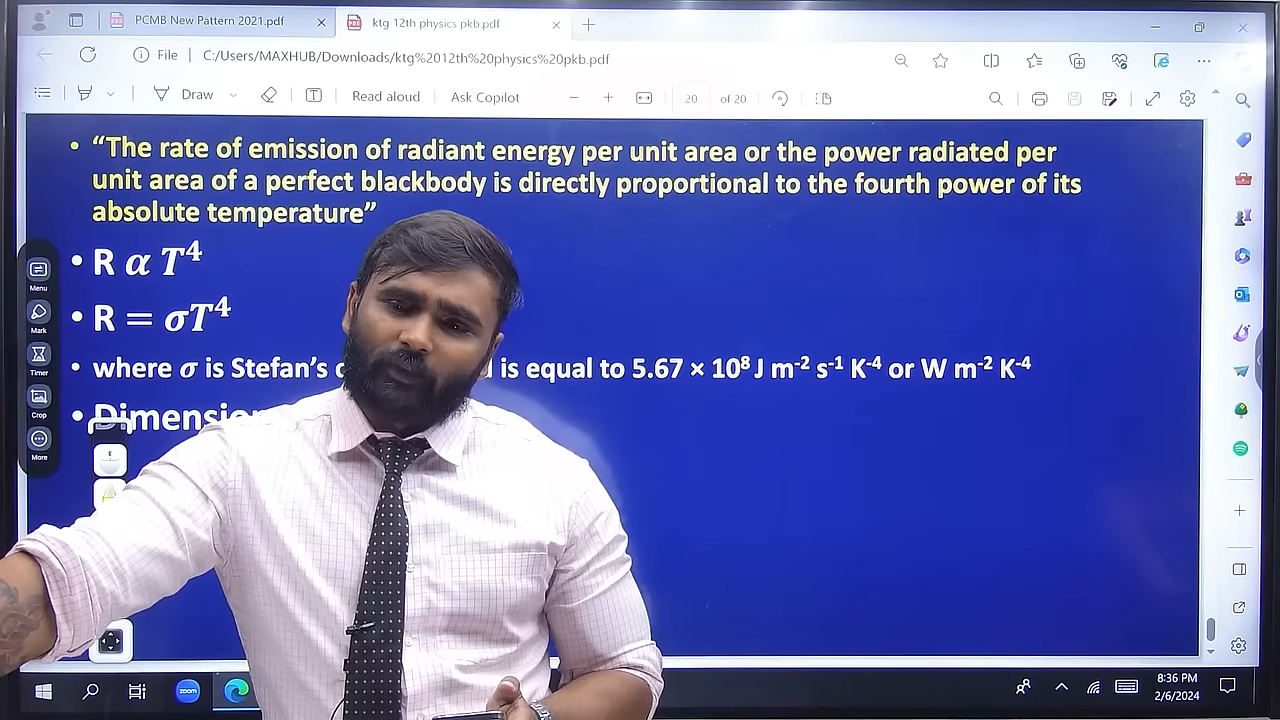 PCMB New Pattern 2021.pdf
ktg 12th physics pkb.pdf
File
C:/Users/MAXHUB/Downloads/ktg%2012th%20physics%20pkb.pdf
Draw
Read aloud
Ask Copilot
20 of 20
• “The rate of emission of radiant energy per unit area or the power radiated per
unit area of a perfect blackbody is directly proportional to the fourth power of its
absolute temperature”
• R α T⁴
• R = σT⁴
• where σ is Stefan’s is equal to 5.67 × 10⁸ J m⁻² s⁻¹ K⁻⁴ or W m⁻² K⁻⁴
Menu
Mark
Timer
Crop
More
zoom
8:36 PM
2/6/2024